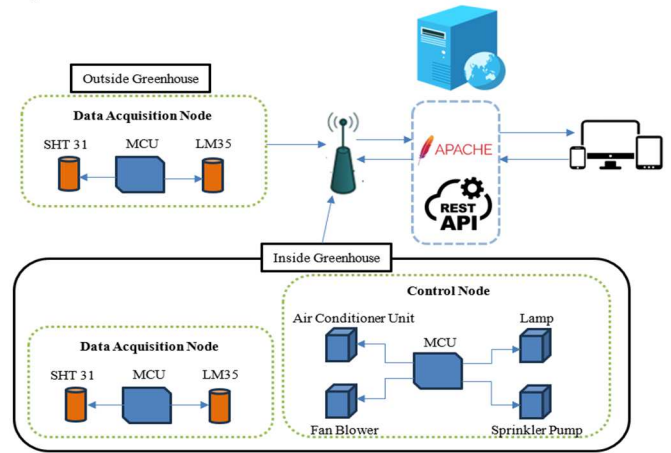 Outside Greenhouse
Data Acquisition Node
SHT 31
MCU
LM35
APACHE
REST
API
Inside Greenhouse
Control Node
Air Conditioner Unit
MCU
Lamp
Fan Blower
Sprinkler Pump
Data Acquisition Node
SHT 31
MCU
LM35